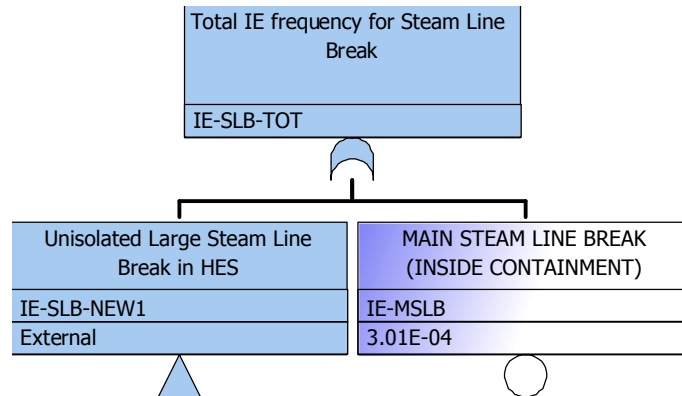 Total IE frequency for Steam Line
Break
IE-SLB-TOT
Unisolated Large Steam Line
Break in HES
IE-SLB-NEW1
External
MAIN STEAM LINE BREAK
(INSIDE CONTAINMENT)
IE-MSLB
3.01E-04